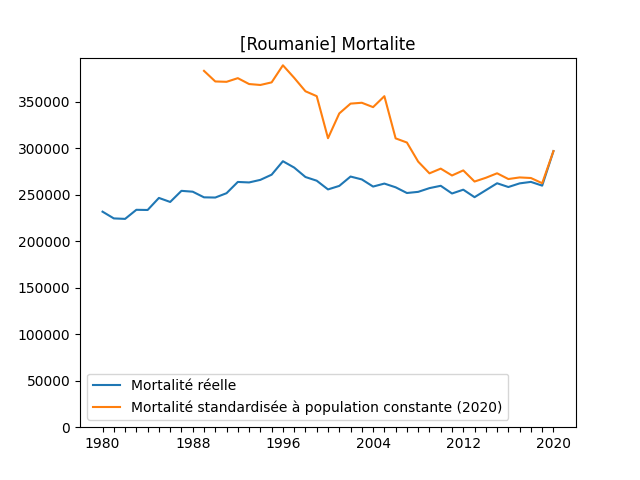 [Roumanie] Mortalite
350000
300000
250000
200000
150000
100000
50000
0
Mortalité réelle
Mortalité standardisée à population constante (2020)
1980 1988 1996 2004 2012 2020